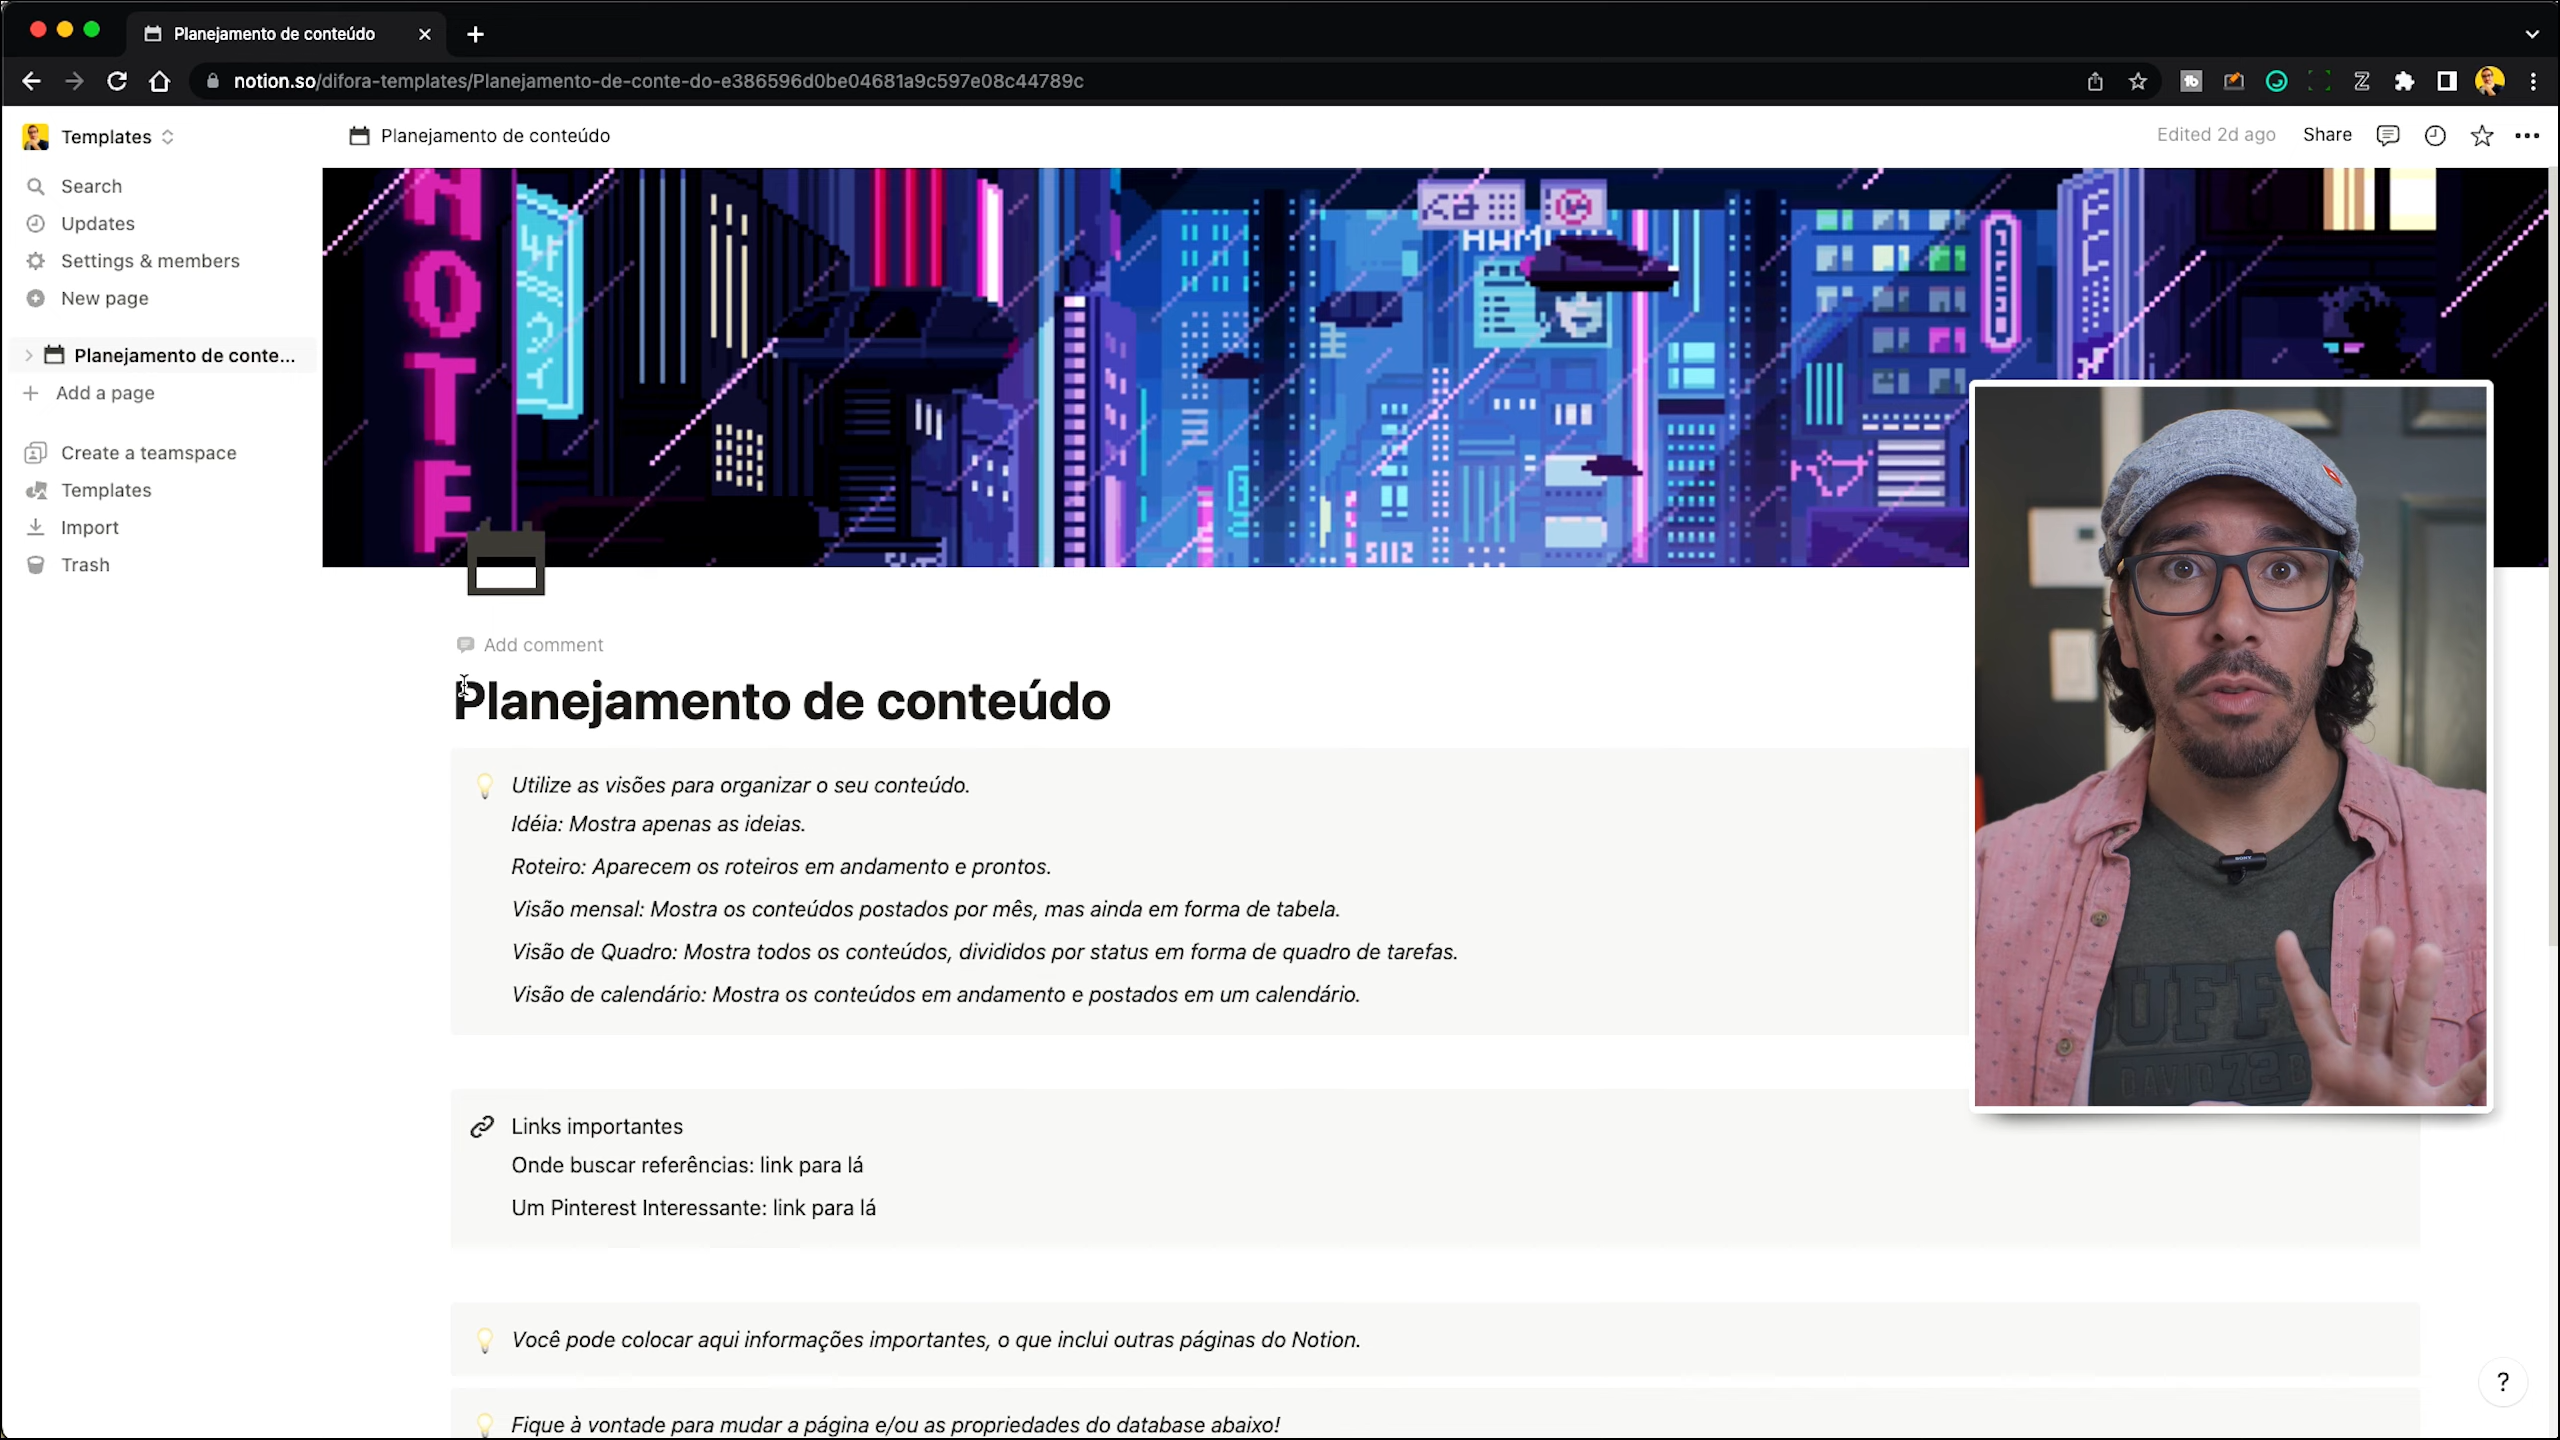 Planejamento de conteúdo
notion.so/difora-templates/Planejamento-de-conte-do-e386596d0be04681a9c597e08c44789c
Templates
Planejamento de conteúdo
Edited 2d ago
Share
Search
Updates
Settings & members
New page
Planejamento de conte...
Add a page
Create a teamspace
Templates
Import
Trash
HOTE
5112
Add comment
Planejamento de conteúdo
Utilize as visões para organizar o seu conteúdo.
Idéia: Mostra apenas as ideias.
Roteiro: Aparecem os roteiros em andamento e prontos.
Visão mensal: Mostra os conteúdos postados por mês, mas ainda em forma de tabela.
Visão de Quadro: Mostra todos os conteúdos, divididos por status em forma de quadro de tarefas.
Visão de calendário: Mostra os conteúdos em andamento e postados em um calendário.
SONY
Links importantes
Onde buscar referências: link para lá
Um Pinterest Interessante: link para lá
Você pode colocar aqui informações importantes, o que inclui outras páginas do Notion.
Fique à vontade para mudar a página e/ou as propriedades do database abaixo!
?